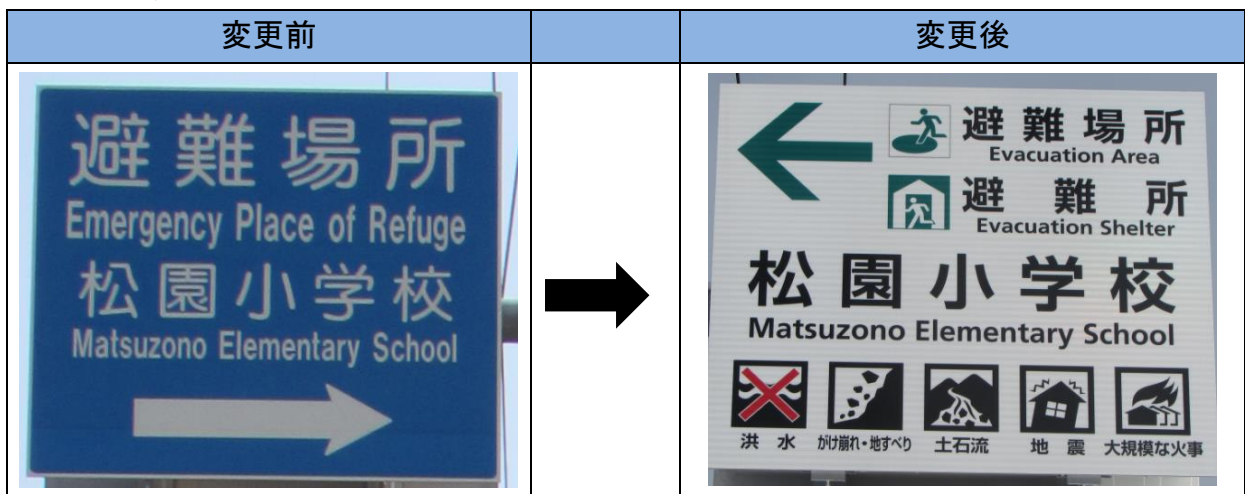 変更前
変更後
避難場所
Emergency Place of Refuge
松園小学校
Matsuzono Elementary School
避難場所
Evacuation Area
避難所
Evacuation Shelter
松園小学校
Matsuzono Elementary School
洪水
がけ崩れ・地すべり
土石流
地震
大規模な火事